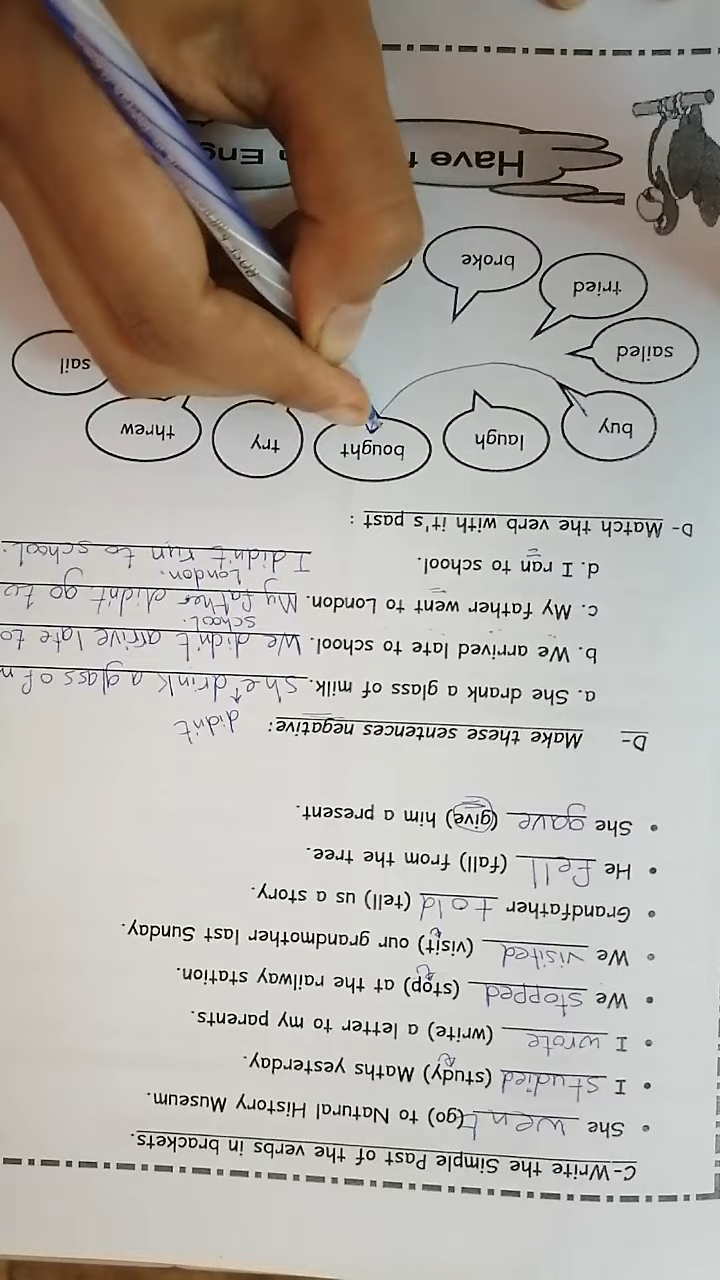 C-Write the Simple Past of the verbs in brackets.
• She went (go) to Natural History Museum.
• I studied (study) Maths yesterday.
• I wrote (write) a letter to my parents.
• We stopped (stop) at the railway station.
• We visited (visit) our grandmother last Sunday.
• Grandfather told (tell) us a story.
• He fell (fall) from the tree.
• She gave (give) him a present.
D- Make these sentences negative: didn't
a. She drank a glass of milk. She drink a glass of
b. We arrived late to school. We didn't arrive late to
school.
c. My father went to London. My father didn't go to
London.
d. I ran to school. I didn't run to school.
D- Match the verb with it's past :
buy laugh bought try threw
sailed sail
tried broke
Have